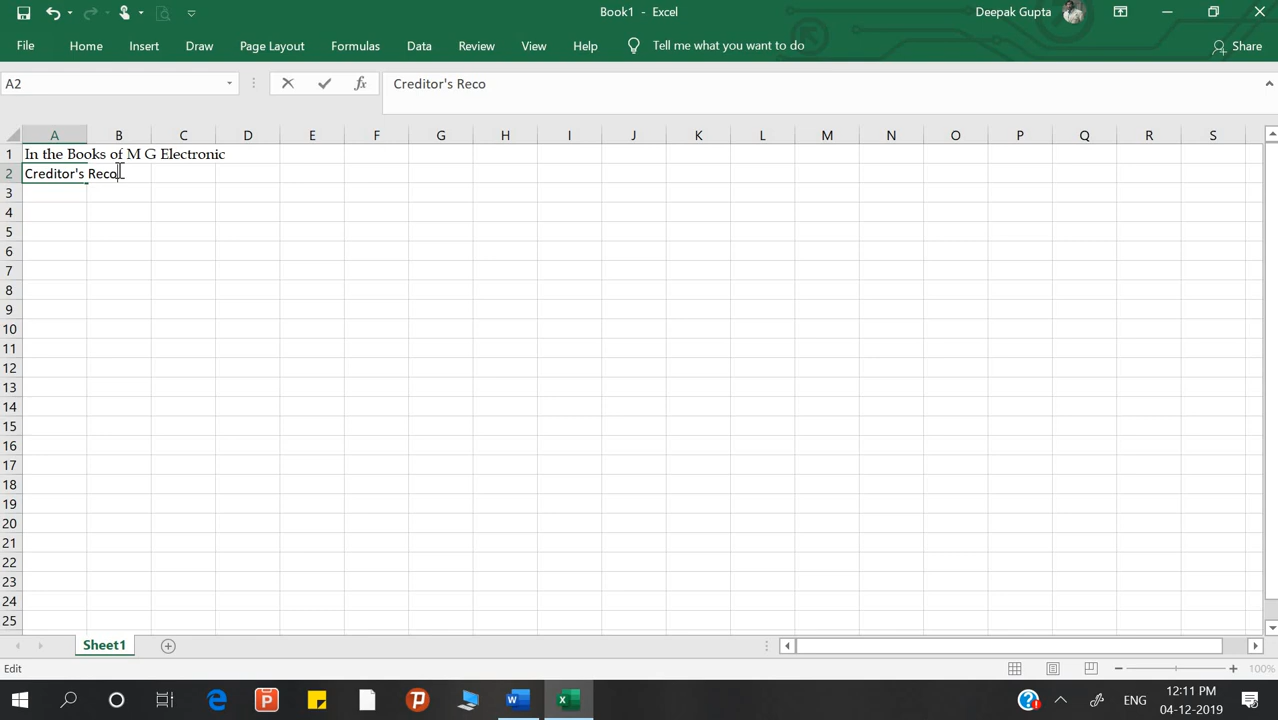 Book1 - Excel
Deepak Gupta
File Home Insert Draw Page Layout Formulas Data Review View Help Tell me what you want to do Share
A2 fx Creditor's Reco
A B C D E F G H I J K L M N O P Q R S
1 In the Books of M G Electronic
2 Creditor's Reco
3
4
5
6
7
8
9
10
11
12
13
14
15
16
17
18
19
20
21
22
23
24
25
Sheet1
Edit 100%
ENG 12:11 PM
04-12-2019